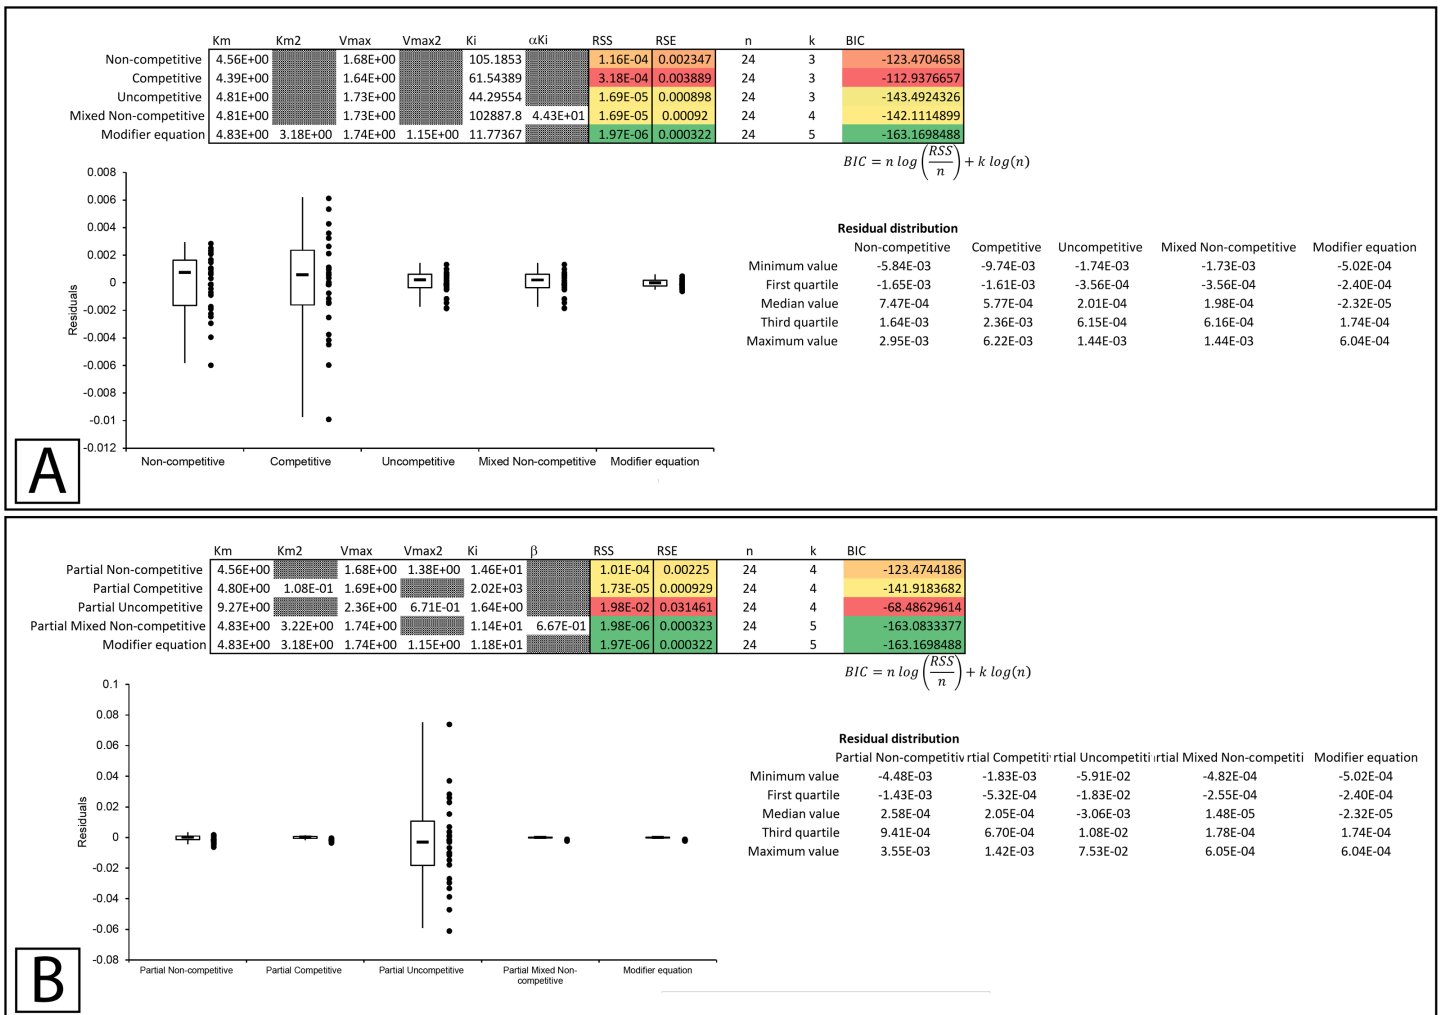 Km Km2 Vmax Vmax2 Ki αKi RSS RSE n k BIC
Non-competitive 4.56E+00 1.68E+00 105.1853 1.16E-04 0.002347 24 3 -123.4704658
Competitive 4.39E+00 1.64E+00 61.54389 3.18E-04 0.003889 24 3 -112.9376657
Uncompetitive 4.81E+00 1.73E+00 44.29554 1.69E-05 0.000898 24 3 -143.4924326
Mixed Non-competitive 4.81E+00 1.73E+00 102887.8 4.43E+01 1.69E-05 0.00092 24 4 -142.1114899
Modifier equation 4.83E+00 3.18E+00 1.74E+00 1.15E+00 11.77367 1.97E-06 0.000322 24 5 -163.1698488
BIC = n log (RSS/n) + k log(n)
0.008
0.006
0.004
0.002
0
-0.002
-0.004
-0.006
-0.008
-0.01
-0.012
Residuals
Non-competitive Competitive Uncompetitive Mixed Non-competitive Modifier equation
Residual distribution
Non-competitive Competitive Uncompetitive Mixed Non-competitive Modifier equation
Minimum value -5.84E-03 -9.74E-03 -1.74E-03 -1.73E-03 -5.02E-04
First quartile -1.65E-03 -1.61E-03 -3.56E-04 -3.56E-04 -2.40E-04
Median value 7.47E-04 5.77E-04 2.01E-04 1.98E-04 -2.32E-05
Third quartile 1.64E-03 2.36E-03 6.15E-04 6.16E-04 1.74E-04
Maximum value 2.95E-03 6.22E-03 1.44E-03 1.44E-03 6.04E-04
A
Km Km2 Vmax Vmax2 Ki β RSS RSE n k BIC
Partial Non-competitive 4.56E+00 1.68E+00 1.38E+00 1.46E+01 1.01E-04 0.00225 24 4 -123.4744186
Partial Competitive 4.80E+00 1.08E-01 1.69E+00 2.02E+03 1.73E-05 0.000929 24 4 -141.9183682
Partial Uncompetitive 9.27E+00 2.36E+00 6.71E-01 1.64E+00 1.98E-02 0.031461 24 4 -68.48629614
Partial Mixed Non-competitive 4.83E+00 3.22E+00 1.74E+00 1.14E+01 6.67E-01 1.98E-06 0.000323 24 5 -163.0833377
Modifier equation 4.83E+00 3.18E+00 1.74E+00 1.15E+00 1.18E+01 1.97E-06 0.000322 24 5 -163.1698488
BIC = n log (RSS/n) + k log(n)
0.1
0.08
0.06
0.04
0.02
0
-0.02
-0.04
-0.06
-0.08
Residuals
Partial Non-competitive Partial Competitive Partial Uncompetitive Partial Mixed Non-competitive Modifier equation
Residual distribution
Partial Non-competitiv rtial Competiti rtial Uncompetiti rtial Mixed Non-competiti Modifier equation
Minimum value -4.48E-03 -1.83E-03 -5.91E-02 -4.82E-04 -5.02E-04
First quartile -1.43E-03 -5.32E-04 -1.83E-02 -2.55E-04 -2.40E-04
Median value 2.58E-04 2.05E-04 -3.06E-03 1.48E-05 -2.32E-05
Third quartile 9.41E-04 6.70E-04 1.08E-02 1.78E-04 1.74E-04
Maximum value 3.55E-03 1.42E-03 7.53E-02 6.05E-04 6.04E-04
B